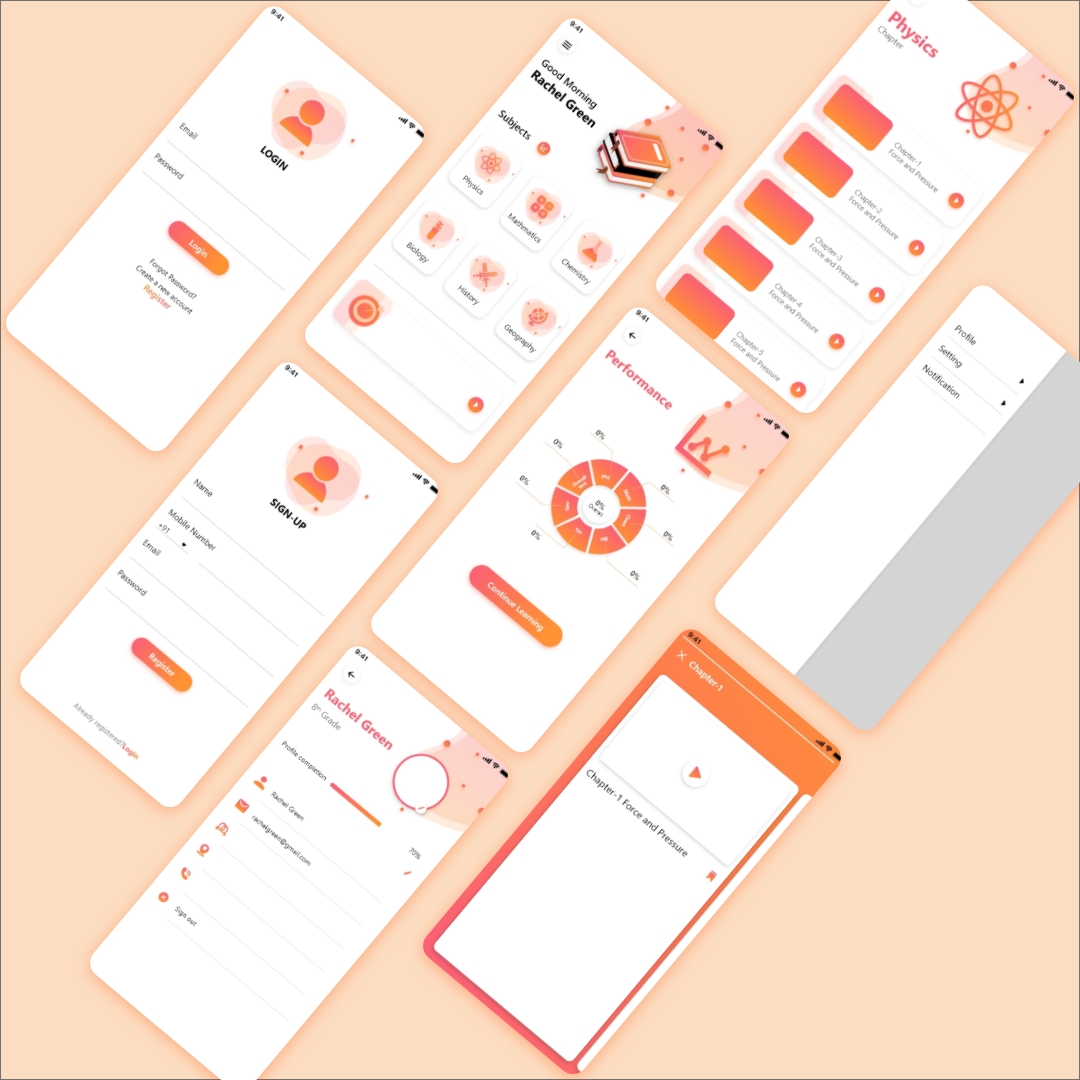 9:41
LOGIN
Email
Password
Login
Forgot Password?
Create a new account
Register
9:41
Good Morning
Rachel Green
Subjects
Physics
Mathmatics
Chemistry
Biology
History
Geography
Physics
Chapter
Chapter-1
Force and Pressure
Chapter-2
Force and Pressure
Chapter-3
Force and Pressure
Chapter-4
Force and Pressure
Chapter-5
Force and Pressure
9:41
SIGN-UP
Name
Mobile Number
+91
Email
Password
Register
Already registered?Login
9:41
Performance
0%
0%
0%
0%
0%
0%
0%
0%
Overall
Continue Learning
Profile
Setting
Notification
9:41
Rachel Green
8th Grade
Profile completion
70%
Rachel Green
rachelgreen@gmail.com
Sign out
9:41
Chapter-1
Chapter-1 Force and Pressure